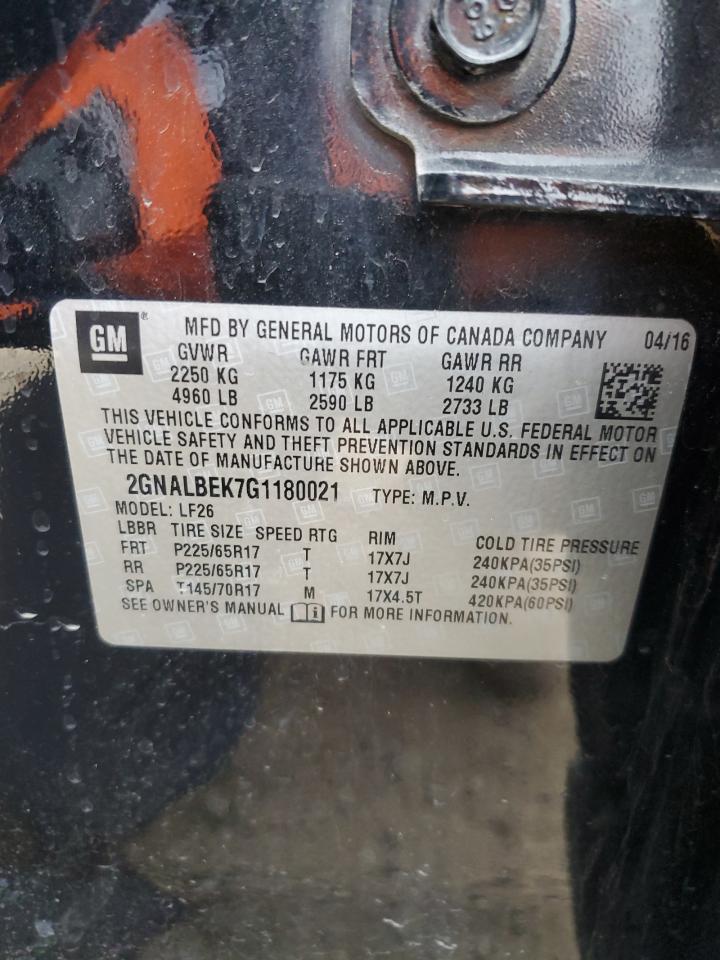 GM ® MFD BY GENERAL MOTORS OF CANADA COMPANY 04/16
GVWR GAWR FRT GAWR RR
2250 KG 1175 KG 1240 KG
4960 LB 2590 LB 2733 LB
THIS VEHICLE CONFORMS TO ALL APPLICABLE U.S. FEDERAL MOTOR
VEHICLE SAFETY AND THEFT PREVENTION STANDARDS IN EFFECT ON
THE DATE OF MANUFACTURE SHOWN ABOVE.
2GNALBEK7G1180021 TYPE: M.P.V.
MODEL: LF26
LBBR TIRE SIZE SPEED RTG RIM COLD TIRE PRESSURE
FRT P225/65R17 T 17X7J 240KPA(35PSI)
RR P225/65R17 T 17X7J 240KPA(35PSI)
SPA T145/70R17 M 17X4.5T 420KPA(60PSI)
SEE OWNER'S MANUAL FOR MORE INFORMATION.